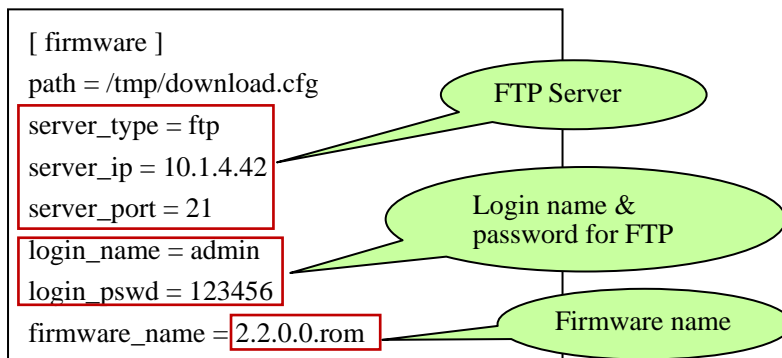 [ firmware ]
path = /tmp/download.cfg
server_type = ftp
server_ip = 10.1.4.42
server_port = 21
login_name = admin
login_pswd = 123456
firmware_name = 2.2.0.0.rom
FTP Server
Login name &
password for FTP
Firmware name